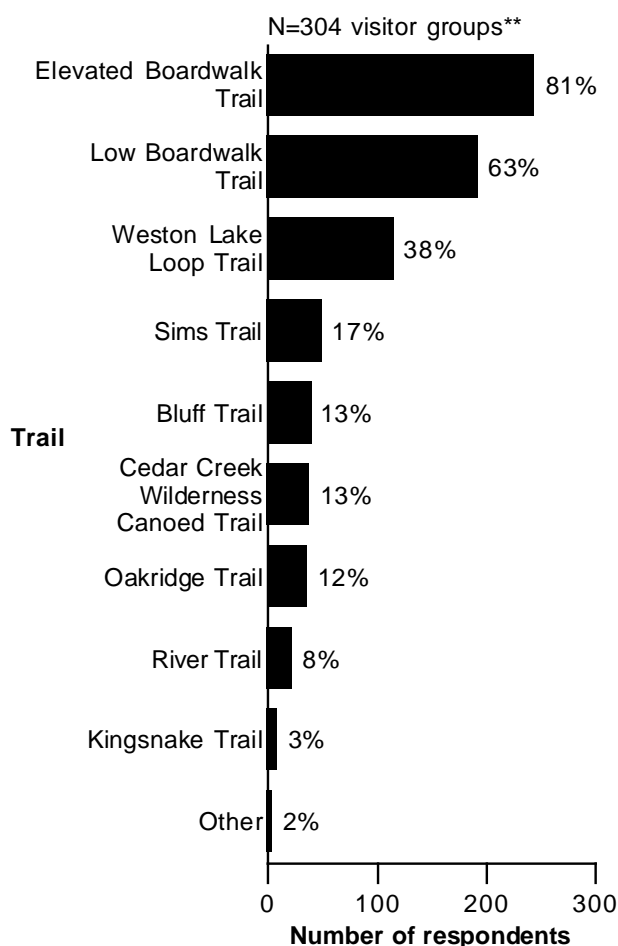 N=304 visitor groups**
Elevated Boardwalk
Trail
81%
Low Boardwalk
Trail
63%
Weston Lake
Loop Trail
38%
Sims Trail
17%
Bluff Trail
13%
Trail
Cedar Creek
Wilderness
Canoed Trail
13%
Oakridge Trail
12%
River Trail
8%
Kingsnake Trail
3%
Other
2%
0 100 200 300
Number of respondents